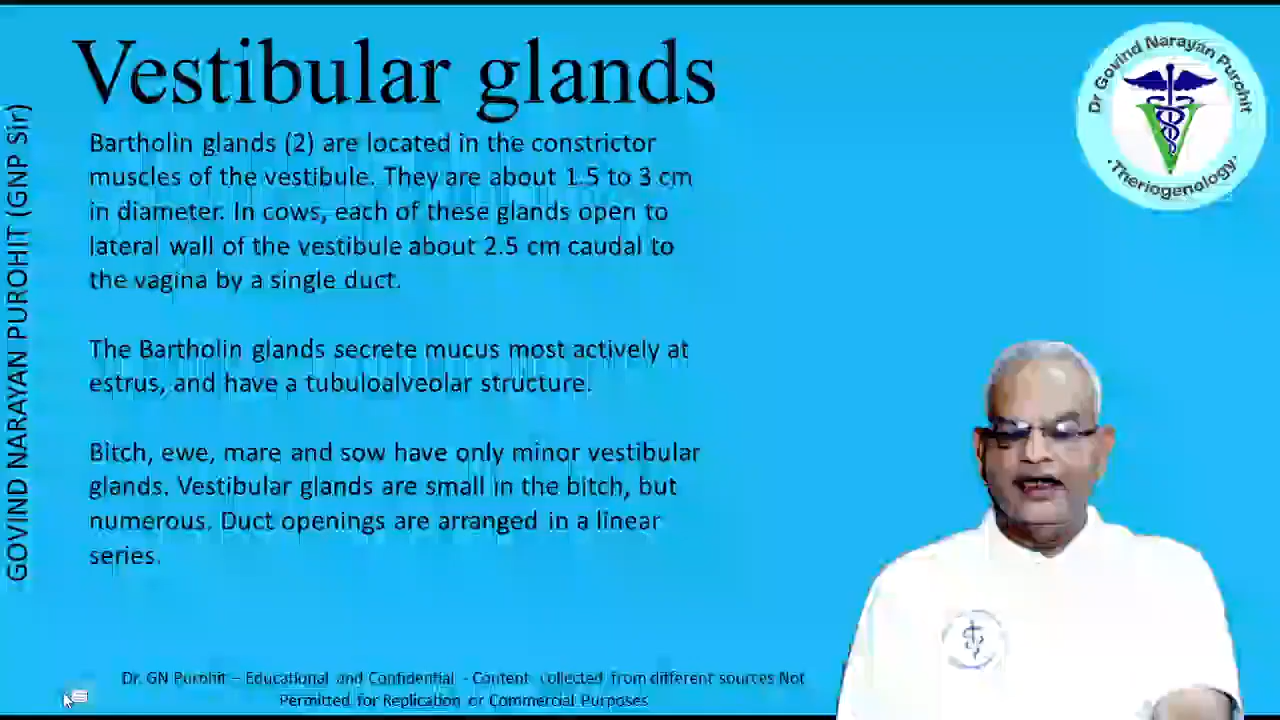 Vestibular glands
Bartholin glands (2) are located in the constrictor
muscles of the vestibule. They are about 1.5 to 3 cm
in diameter. In cows, each of these glands open to
lateral wall of the vestibule about 2.5 cm caudal to
the vagina by a single duct.
The Bartholin glands secrete mucus most actively at
estrus, and have a tubuloalveolar structure.
Bitch, ewe, mare and sow have only minor vestibular
glands. Vestibular glands are small in the bitch, but
numerous. Duct openings are arranged in a linear
series.
Dr. GN Purohit – Educational and Confidential - Content collected from different sources Not
Permitted for Replication or Commercial Purposes
GOVIND NARAYAN PUROHIT (GNP Sir)
Dr Govind Narayan Purohit
·Theriogenology·